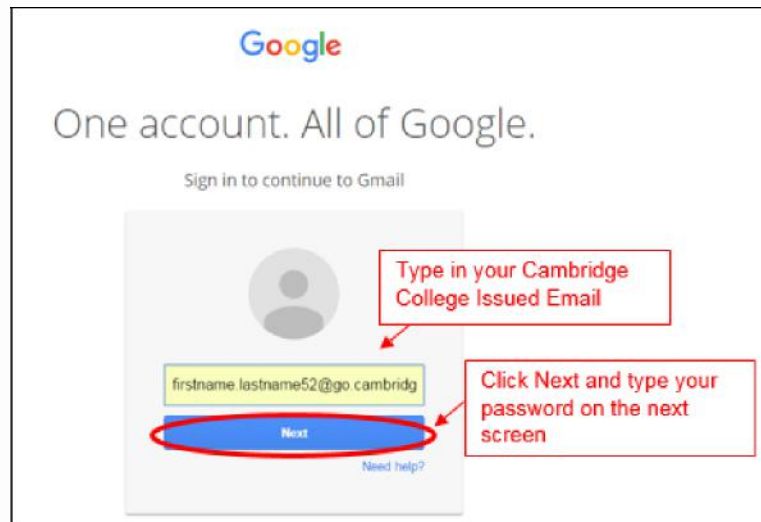 Google
One account. All of Google.
Sign in to continue to Gmail
Type in your Cambridge
College Issued Email
firstname.lastname52@go.cambridg
Click Next and type your
password on the next
screen
Next
Need help?